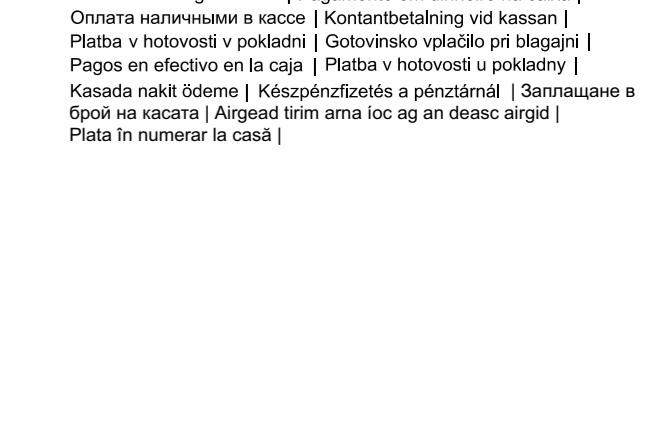 Оплата наличными в кассе | Kontantbetalning vid kassan |
Platba v hotovosti v pokladni | Gotovinsko vplačilo pri blagajni |
Pagos en efectivo en la caja | Platba v hotovosti u pokladny |
Kasada nakit ödeme | Készpénzfizetés a pénztárnál | Заплащане в
брой на касата | Airgead tirim arna íoc ag an deasc airgid |
Plata în numerar la casă |